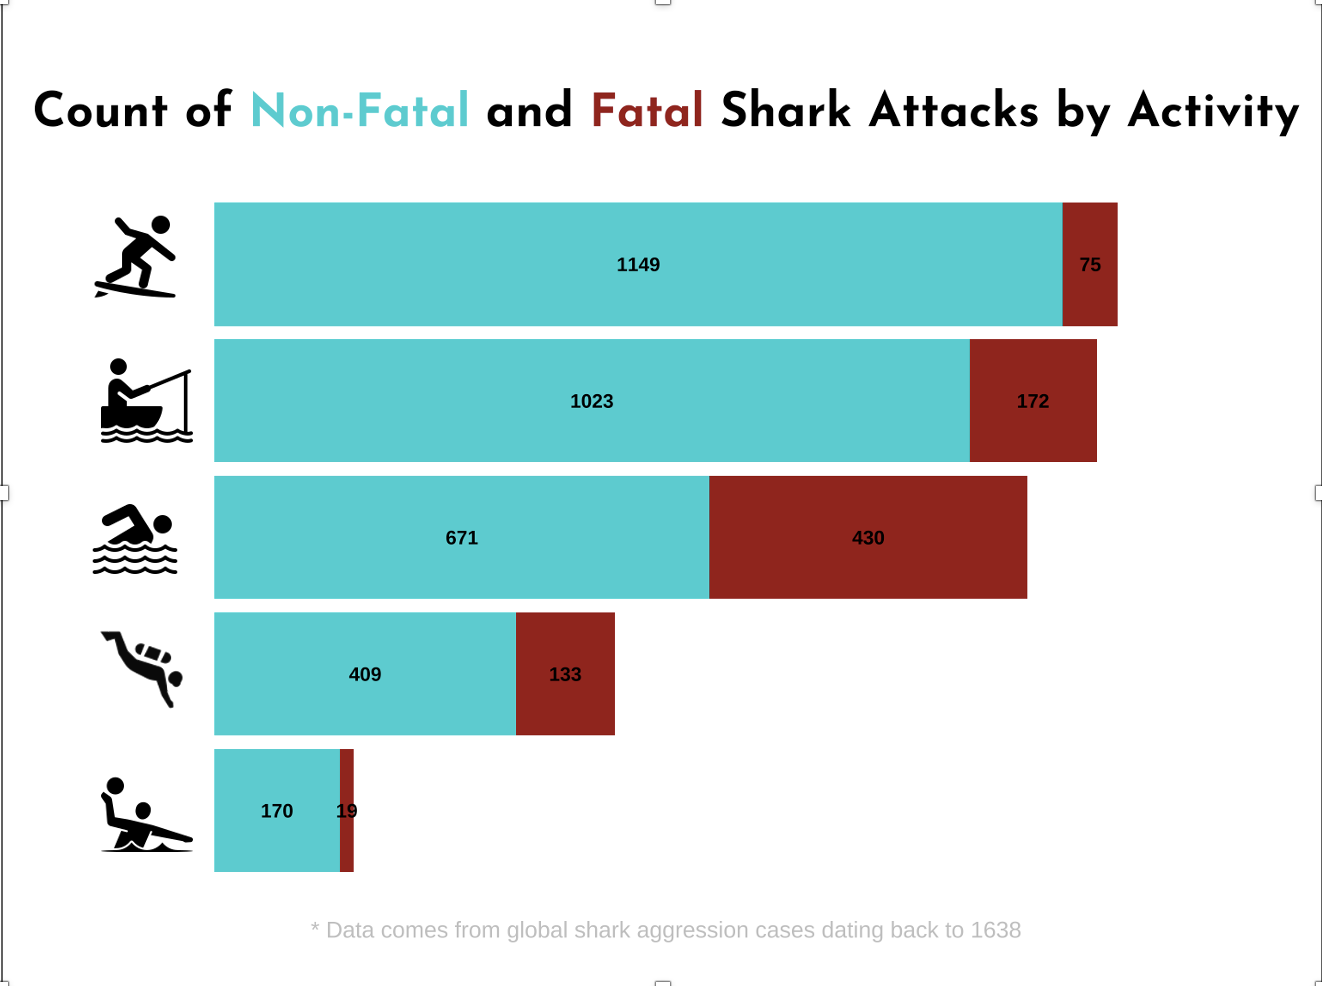 Count of Non-Fatal and Fatal Shark Attacks by Activity
1149 75
1023 172
671 430
409 133
170 19
* Data comes from global shark aggression cases dating back to 1638